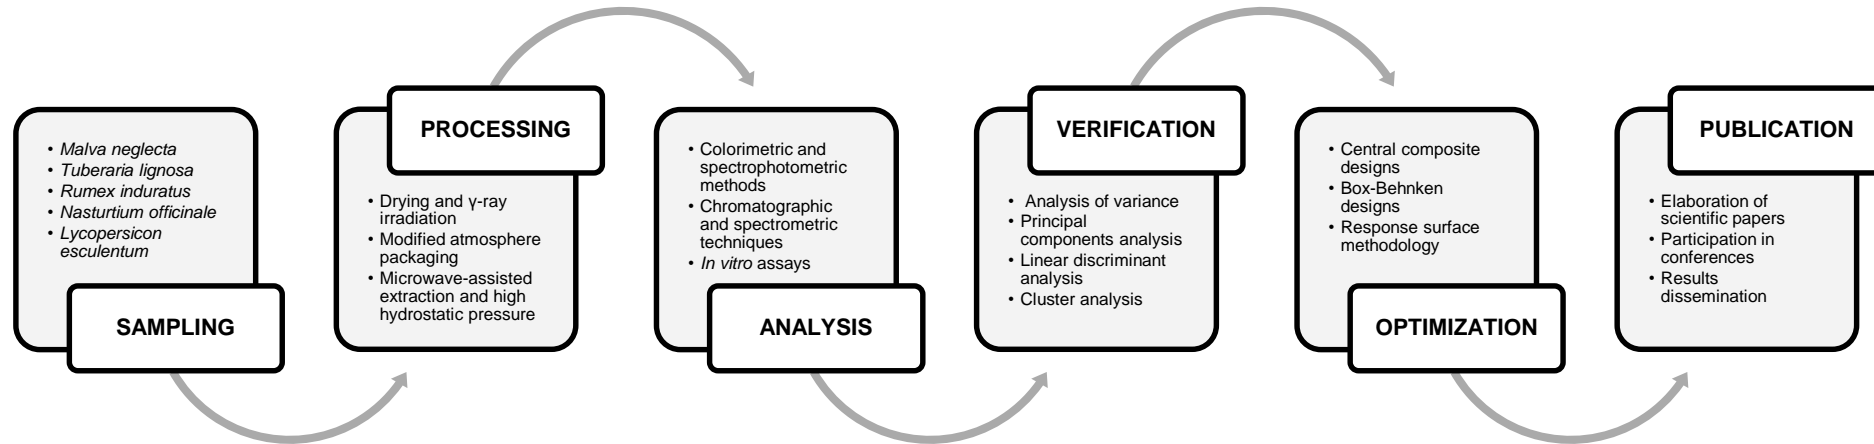 • Malva neglecta
• Tuberaria lignosa
• Rumex induratus
• Nasturtium officinale
• Lycopersicon
esculentum
SAMPLING
PROCESSING
• Drying and γ-ray
irradiation
• Modified atmosphere
packaging
• Microwave-assisted
extraction and high
hydrostatic pressure
• Colorimetric and
spectrophotometric
methods
• Chromatographic
and spectrometric
techniques
• In vitro assays
ANALYSIS
VERIFICATION
• Analysis of variance
• Principal
components analysis
• Linear discriminant
analysis
• Cluster analysis
• Central composite
designs
• Box-Behnken
designs
• Response surface
methodology
OPTIMIZATION
PUBLICATION
• Elaboration of
scientific papers
• Participation in
conferences
• Results
dissemination